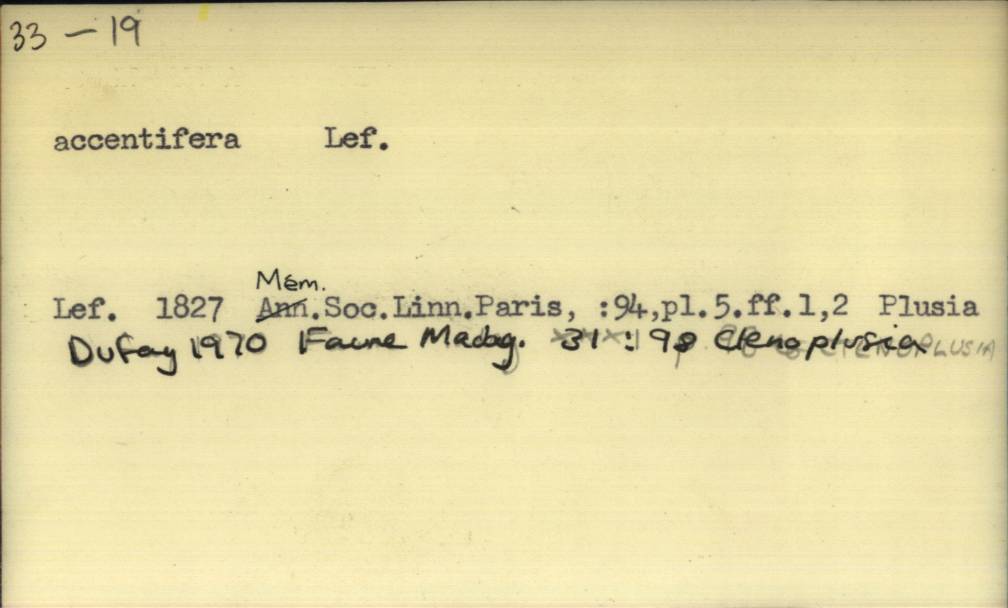 33 — 19
accentifera Lef.
Mem.
Lef. 1827 Ann.Soc.Linn.Paris, :94,pl.5.ff.1,2 Plusia
Dufay 1970 Faune Madag. 31 : 98 Ctenoplusia